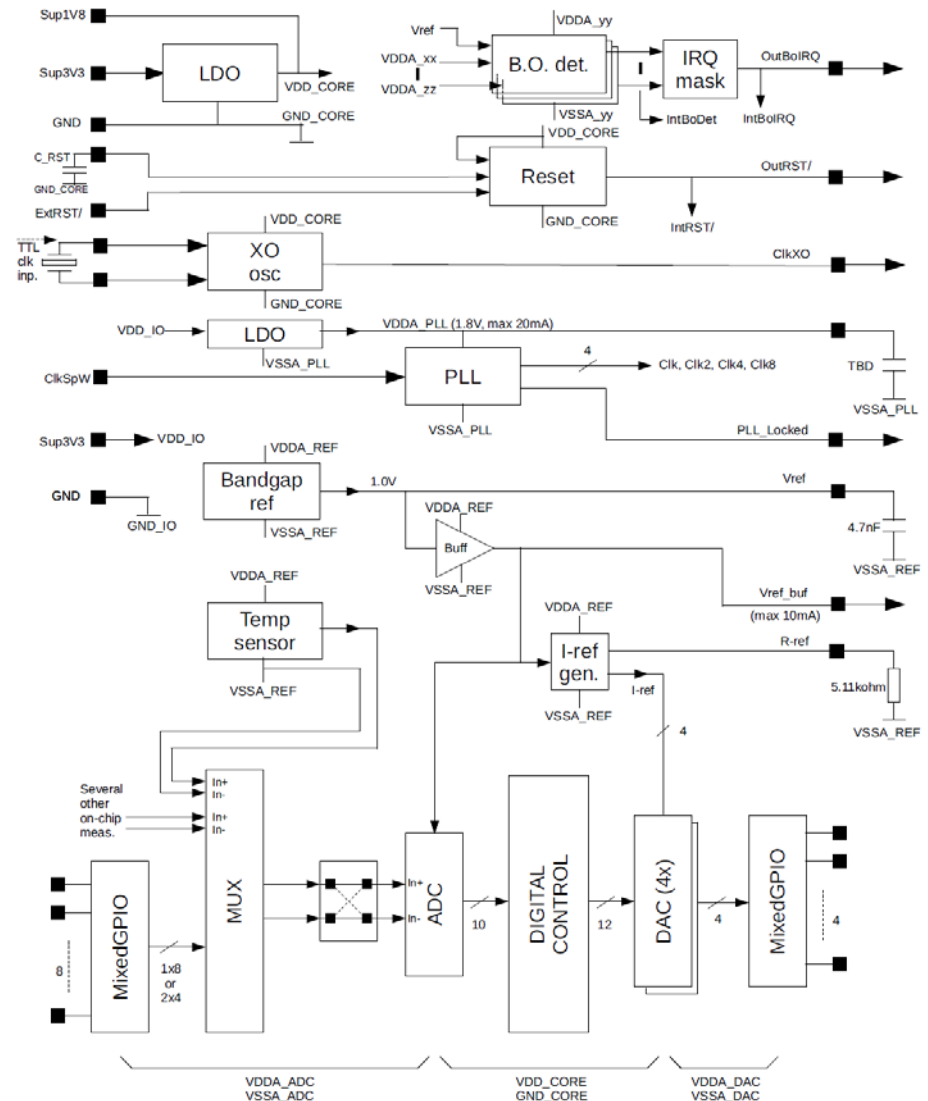 Sup1V8
Sup3V3
LDO
VDD_CORE
GND
GND_CORE
Vref
VDDA_xx
VDDA_zz
VDDA_yy
B.O. det.
VSSA_yy
IRQ
mask
OutBoIRQ
IntBoDet
IntBoIRQ
C_RST
GND_CORE
ExtRST/
VDD_CORE
Reset
GND_CORE
OutRST/
IntRST/
TTL
clk
inp.
VDD_CORE
XO
osc
GND_CORE
ClkXO
VDD_IO
LDO
VSSA_PLL
VDDA_PLL (1.8V, max 20mA)
TBD
VSSA_PLL
ClkSpW
PLL
VSSA_PLL
4
Clk, Clk2, Clk4, Clk8
PLL_Locked
Sup3V3
VDD_IO
GND
GND_IO
VDDA_REF
Bandgap
ref
VSSA_REF
1.0V
Vref
4.7nF
VSSA_REF
VDDA_REF
Buff
VSSA_REF
Vref_buf
(max 10mA)
VDDA_REF
Temp
sensor
VSSA_REF
VDDA_REF
I-ref
gen.
VSSA_REF
R-ref
I-ref
5.11kohm
VSSA_REF
4
Several
other
on-chip
meas.
In+
In-
In+
In-
MUX
8
MixedGPIO
1x8
or
2x4
In+
In-
ADC
10
DIGITAL
CONTROL
12
DAC (4x)
4
MixedGPIO
4
VDDA_ADC
VSSA_ADC
VDD_CORE
GND_CORE
VDDA_DAC
VSSA_DAC